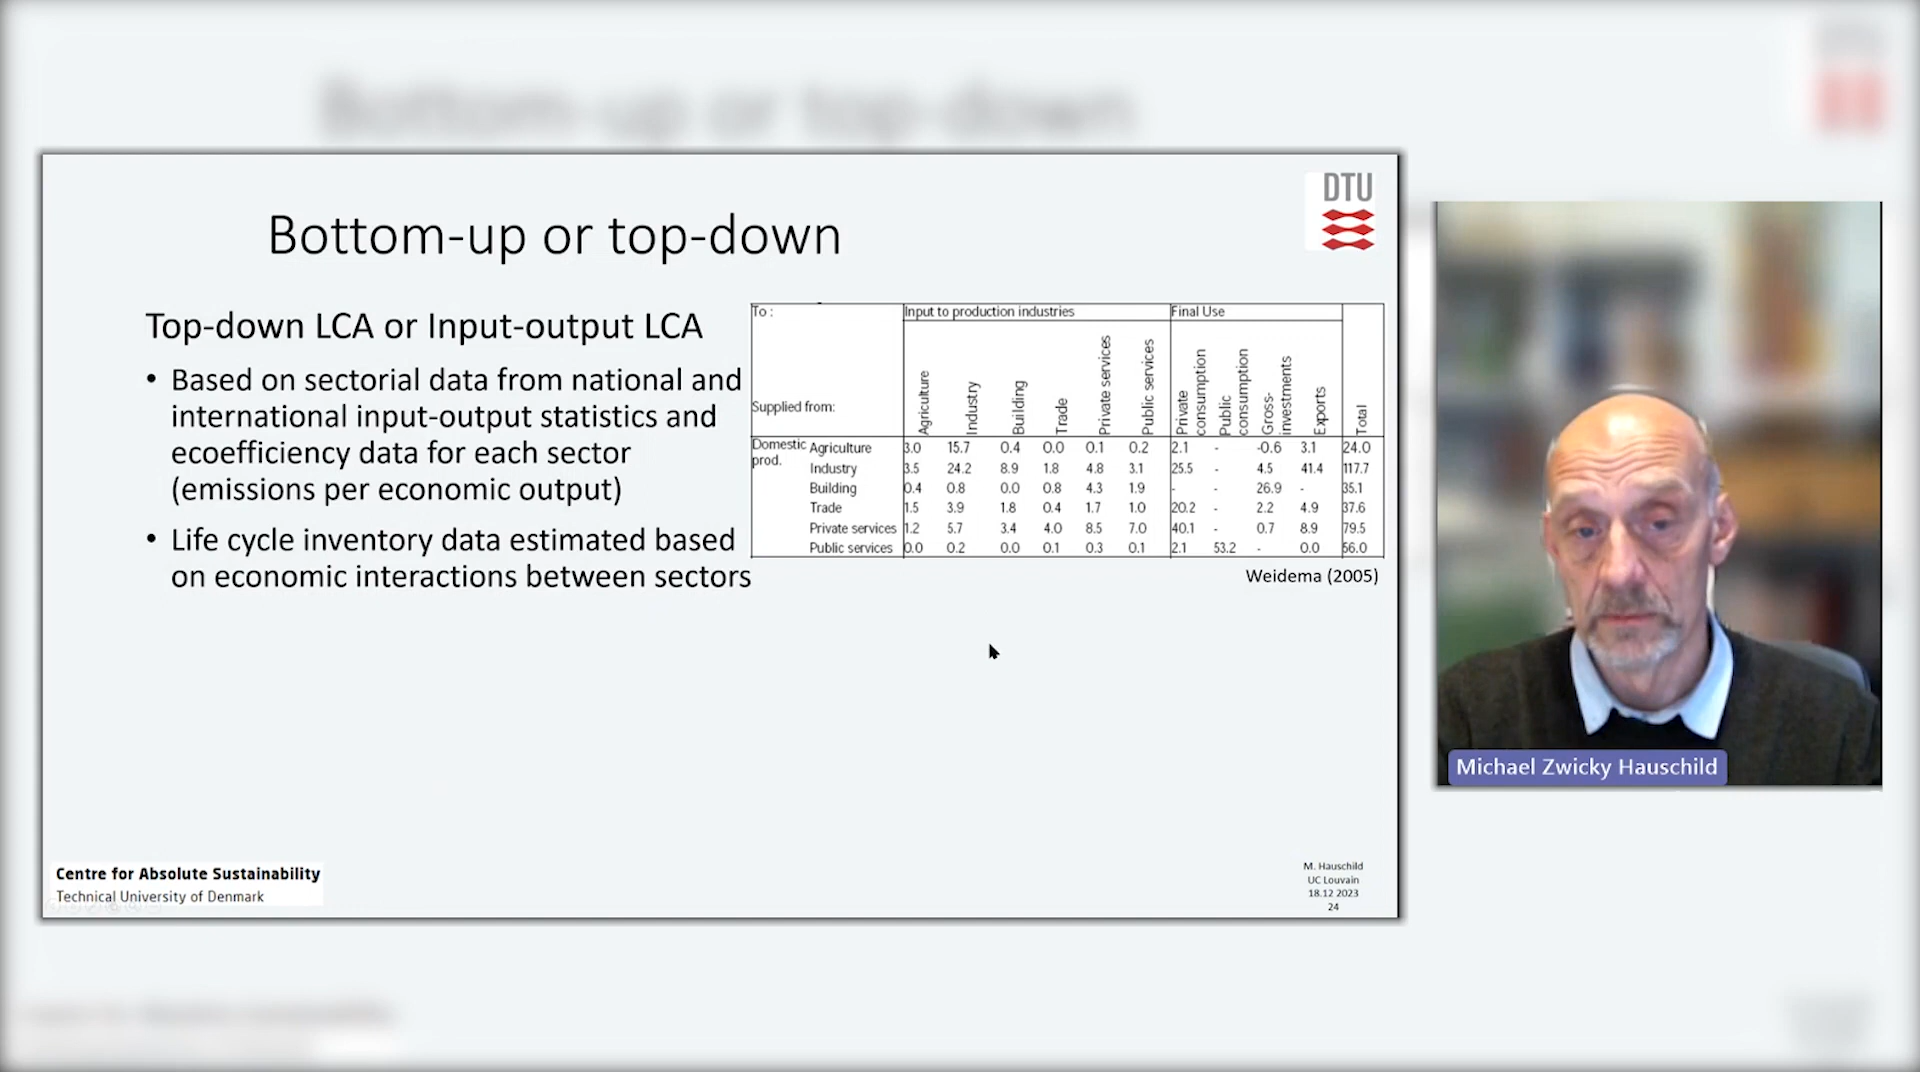 Bottom-up or top-down
DTU
Top-down LCA or Input-output LCA
• Based on sectorial data from national and
international input-output statistics and
ecoefficiency data for each sector
(emissions per economic output)
• Life cycle inventory data estimated based
on economic interactions between sectors
To : Input to production industries Final Use
Supplied from: Agriculture Industry Building Trade Private services Public services Private consumption Public consumption Gross-investments Exports Total
Domestic prod. Agriculture 3.0 15.7 0.4 0.0 0.1 0.2 2.1 - -0.6 3.1 24.0
Industry 3.5 24.2 8.9 1.8 4.8 3.1 25.5 - 4.5 41.4 117.7
Building 0.4 0.8 0.0 0.8 4.3 1.9 - - 26.9 - 35.1
Trade 1.5 3.9 1.8 0.4 1.7 1.0 20.2 - 2.2 4.9 37.6
Private services 1.2 5.7 3.4 4.0 8.5 7.0 40.1 - 0.7 8.9 79.5
Public services 0.0 0.2 0.0 0.1 0.3 0.1 2.1 53.2 - 0.0 56.0
Weidema (2005)
Michael Zwicky Hauschild
Centre for Absolute Sustainability
Technical University of Denmark
M. Hauschild
UC Louvain
18.12 2023
24